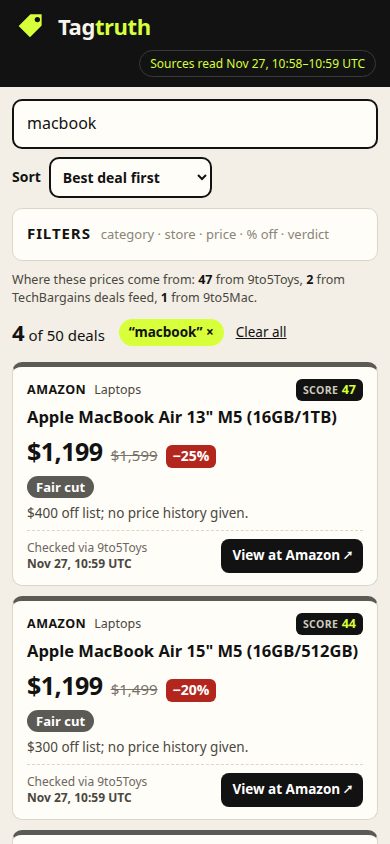 Tagtruth
Sources read Nov 27, 10:58–10:59 UTC
macbook
Sort
Best deal first
FILTERS category · store · price · % off · verdict
Where these prices come from: 47 from 9to5Toys, 2 from
TechBargains deals feed, 1 from 9to5Mac.
4 of 50 deals
“macbook” ×
Clear all
AMAZON Laptops
SCORE 47
Apple MacBook Air 13" M5 (16GB/1TB)
$1,199 $1,599 −25%
Fair cut
$400 off list; no price history given.
Checked via 9to5Toys
Nov 27, 10:59 UTC
View at Amazon ↗
AMAZON Laptops
SCORE 44
Apple MacBook Air 15" M5 (16GB/512GB)
$1,199 $1,499 −20%
Fair cut
$300 off list; no price history given.
Checked via 9to5Toys
Nov 27, 10:59 UTC
View at Amazon ↗